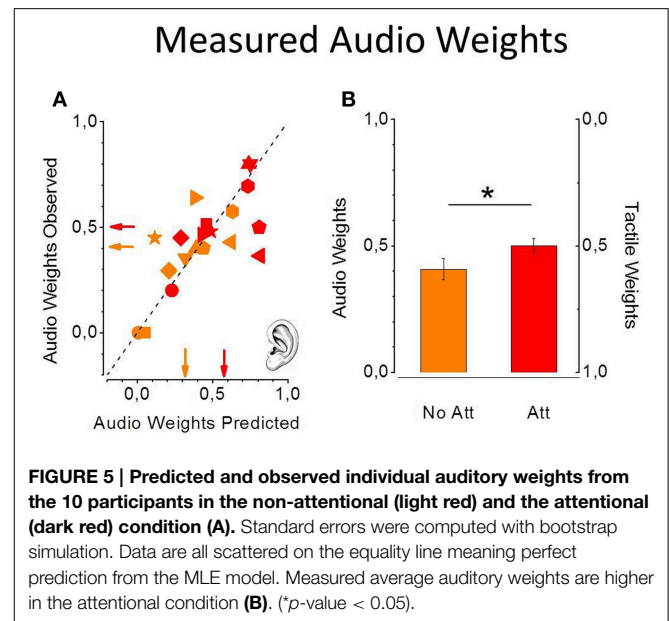 Measured Audio Weights
A
B
1,0
0,5
0,0
Audio Weights Observed
0,0
0,5
1,0
Audio Weights Predicted
1,0
0,5
0,0
Audio Weights
*
0,0
0,5
1,0
Tactile Weights
No Att
Att
FIGURE 5 | Predicted and observed individual auditory weights from
the 10 participants in the non-attentional (light red) and the attentional
(dark red) condition (A). Standard errors were computed with bootstrap
simulation. Data are all scattered on the equality line meaning perfect
prediction from the MLE model. Measured average auditory weights are higher
in the attentional condition (B). (*p-value < 0.05).